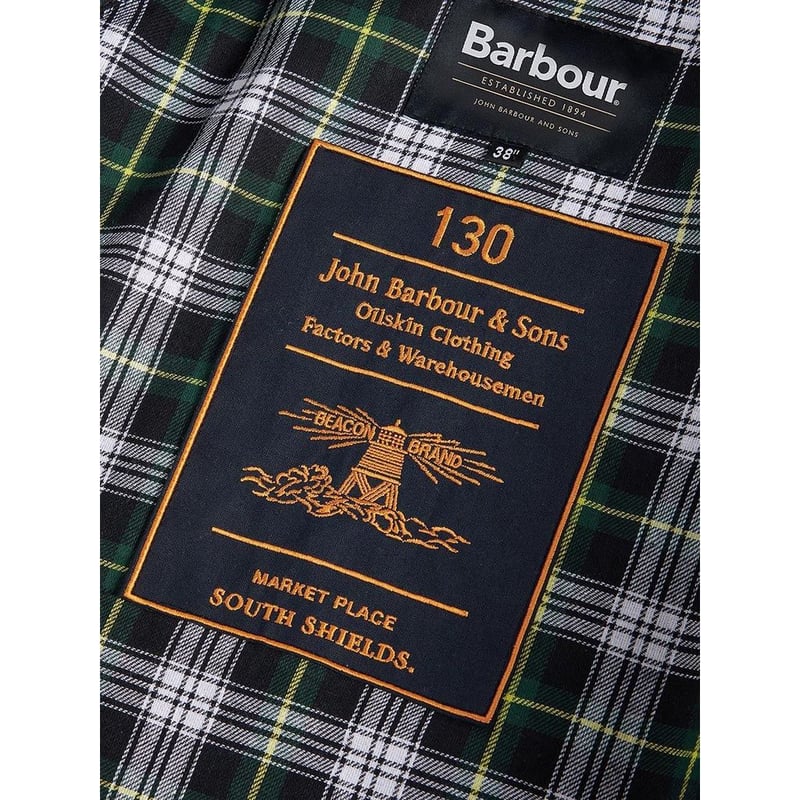 Barbour®
ESTABLISHED 1894
JOHN BARBOUR AND SONS
38"
130
John Barbour & Sons
Oilskin Clothing
Factors & Warehousemen
BEACON BRAND
MARKET PLACE
SOUTH SHIELDS.